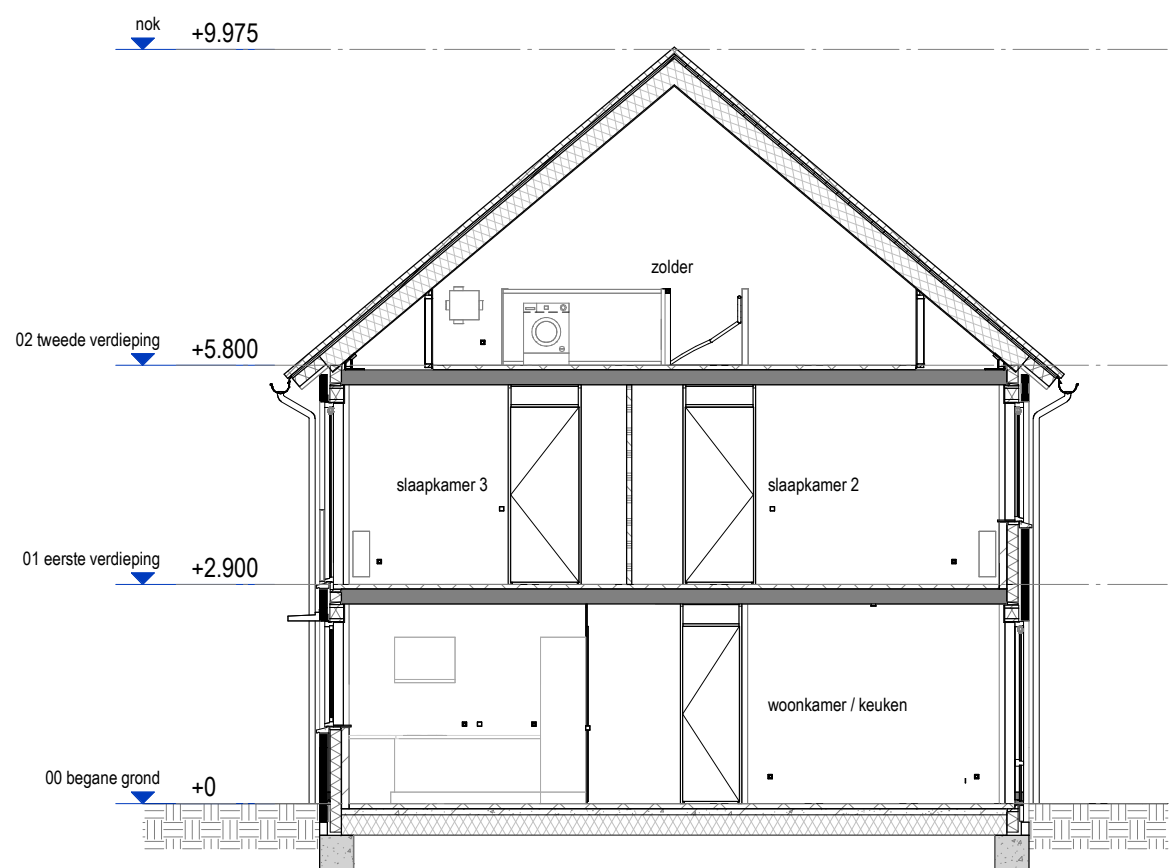 nok
+9.975
zolder
02 tweede verdieping
+5.800
slaapkamer 3
slaapkamer 2
01 eerste verdieping
+2.900
woonkamer / keuken
00 begane grond
+0